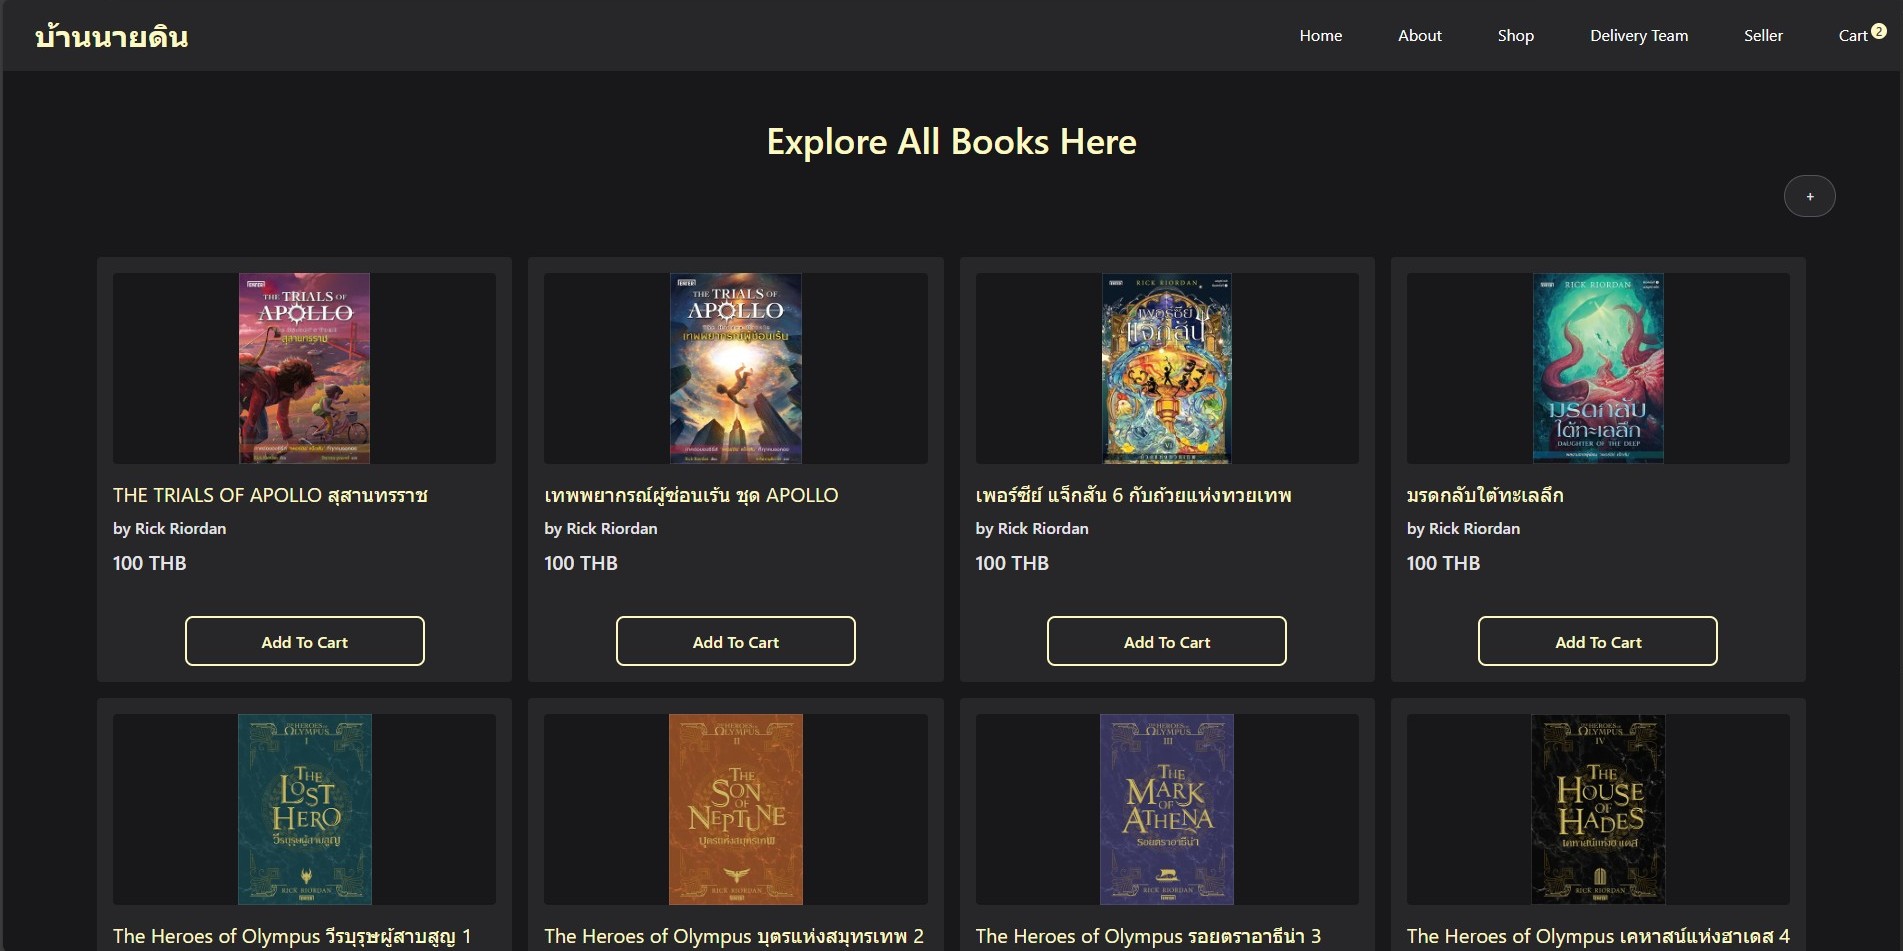 บ้านนายดิน
Home
About
Shop
Delivery Team
Seller
Cart 2
Explore All Books Here
+
THE TRIALS OF
APOLLO
สุสานทรราช
THE TRIALS OF
APOLLO
เทพพยากรณ์ผู้ซ่อนเร้น
RICK RIORDAN
เพอร์ซีย์
แจ็กสัน
VI
RICK RIORDAN
มรดกลับ
ใต้ทะเลลึก
DAUGHTER OF THE DEEP
THE TRIALS OF APOLLO สุสานทรราช
by Rick Riordan
100 THB
Add To Cart
เทพพยากรณ์ผู้ซ่อนเร้น ชุด APOLLO
by Rick Riordan
100 THB
Add To Cart
เพอร์ซีย์ แจ็กสัน 6 กับถ้วยแห่งทวยเทพ
by Rick Riordan
100 THB
Add To Cart
มรดกลับใต้ทะเลลึก
by Rick Riordan
100 THB
Add To Cart
THE HEROES OF
OLYMPUS
I
THE
LOST
HERO
วีรบุรุษผู้สาบสูญ
RICK RIORDAN
THE HEROES OF
OLYMPUS
II
THE
SON
OF
NEPTUNE
บุตรแห่งสมุทรเทพ
RICK RIORDAN
THE HEROES OF
OLYMPUS
III
THE
MARK
OF
ATHENA
รอยตราอาธีน่า
RICK RIORDAN
THE HEROES OF
OLYMPUS
IV
THE
HOUSE
OF
HADES
เคหาสน์แห่งฮาเดส
RICK RIORDAN
The Heroes of Olympus วีรบุรุษผู้สาบสูญ 1
The Heroes of Olympus บุตรแห่งสมุทรเทพ 2
The Heroes of Olympus รอยตราอาธีน่า 3
The Heroes of Olympus เคหาสน์แห่งฮาเดส 4